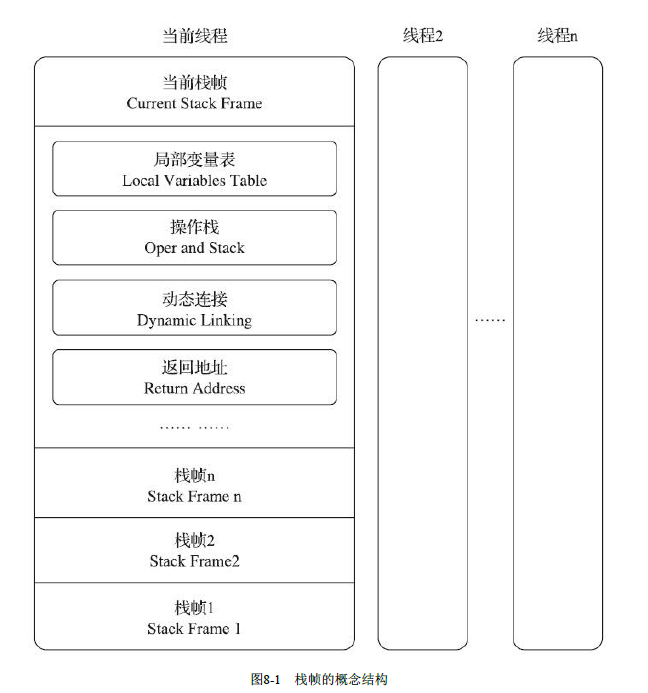 当前线程
线程2
线程n
当前栈帧
Current Stack Frame
局部变量表
Local Variables Table
操作栈
Oper and Stack
动态连接
Dynamic Linking
返回地址
Return Address
…… ……
……
栈帧n
Stack Frame n
栈帧2
Stack Frame2
栈帧1
Stack Frame 1
图8-1 栈帧的概念结构